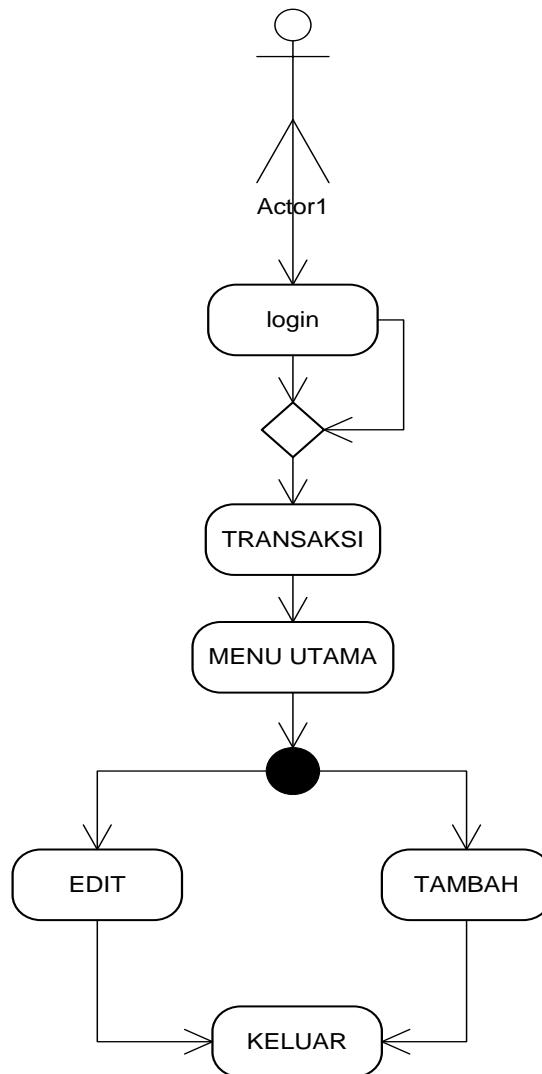 Actor1
login
TRANSAKSI
MENU UTAMA
EDIT
TAMBAH
KELUAR